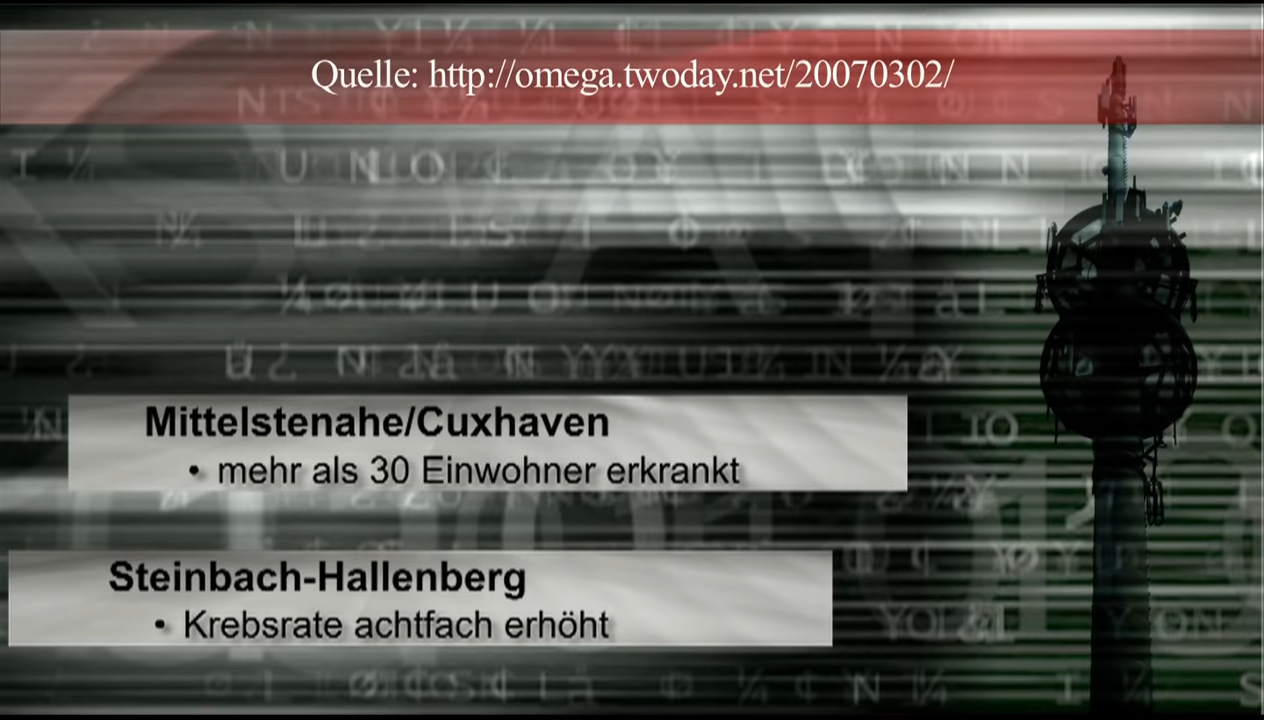 Quelle: http://omega.twoday.net/20070302/
Mittelstenahe/Cuxhaven
• mehr als 30 Einwohner erkrankt
Steinbach-Hallenberg
• Krebsrate achtfach erhöht